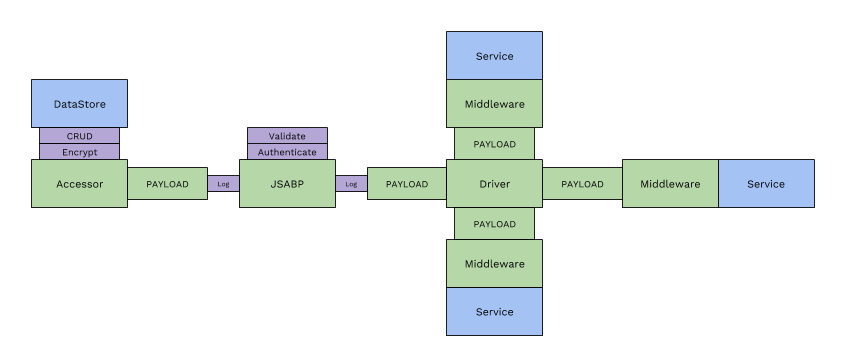 Service
DataStore
Middleware
CRUD
Validate
PAYLOAD
Encrypt
Authenticate
Accessor
PAYLOAD
Log
JSABP
Log
PAYLOAD
Driver
PAYLOAD
Middleware
Service
PAYLOAD
Middleware
Service